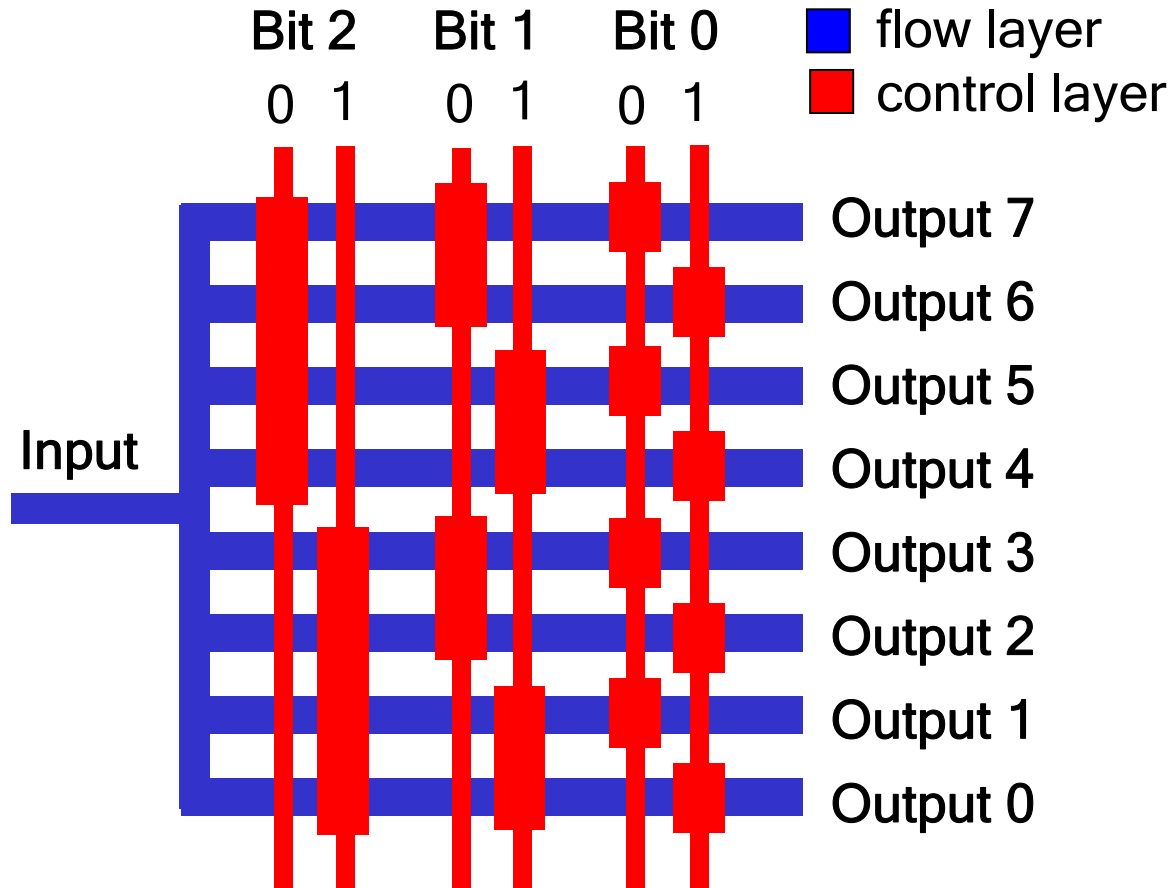 Bit 2 Bit 1 Bit 0
0 1 0 1 0 1
flow layer
control layer
Input
Output 7
Output 6
Output 5
Output 4
Output 3
Output 2
Output 1
Output 0